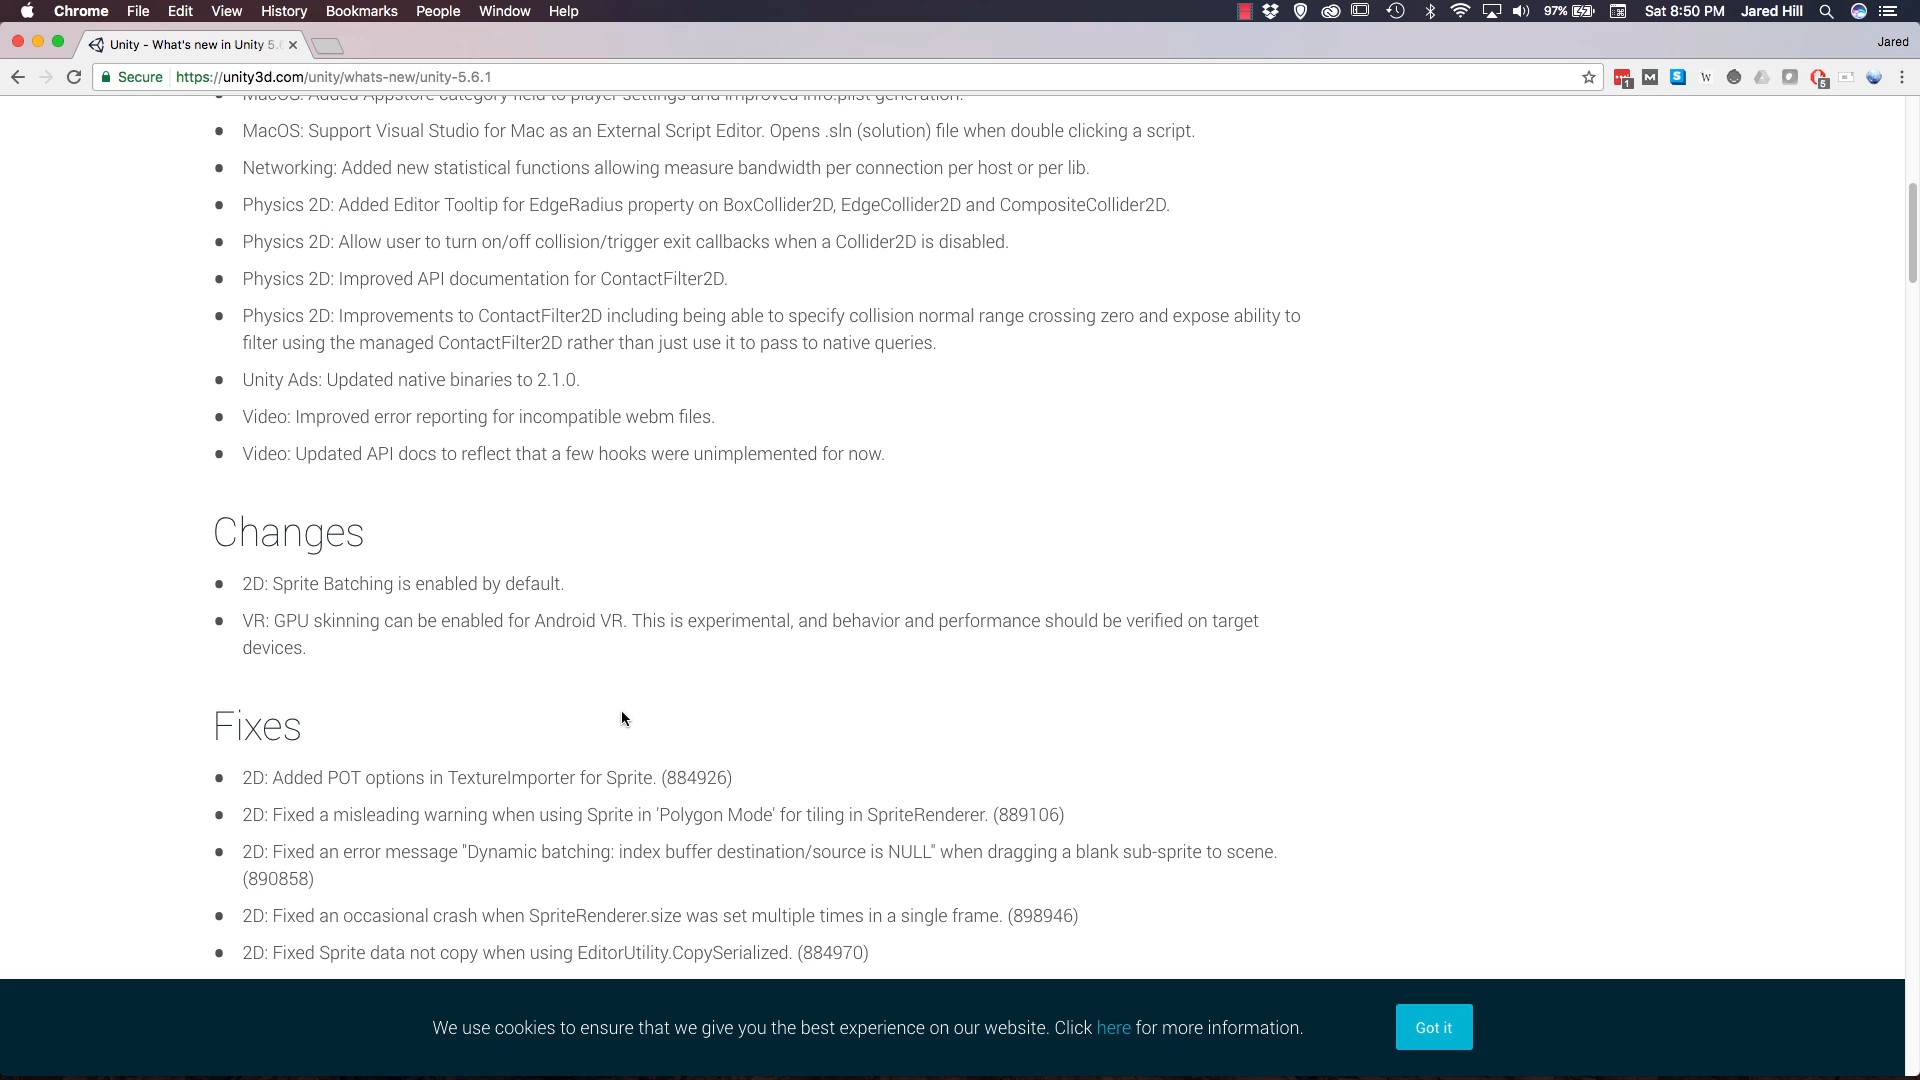 Chrome File Edit View History Bookmarks People Window Help 97% Sat 8:50 PM Jared Hill
Unity - What's new in Unity 5.6 Jared
Secure https://unity3d.com/unity/whats-new/unity-5.6.1
MacOS: Added Appstore category field to player settings and improved info.plist generation.
MacOS: Support Visual Studio for Mac as an External Script Editor. Opens .sln (solution) file when double clicking a script.
Networking: Added new statistical functions allowing measure bandwidth per connection per host or per lib.
Physics 2D: Added Editor Tooltip for EdgeRadius property on BoxCollider2D, EdgeCollider2D and CompositeCollider2D.
Physics 2D: Allow user to turn on/off collision/trigger exit callbacks when a Collider2D is disabled.
Physics 2D: Improved API documentation for ContactFilter2D.
Physics 2D: Improvements to ContactFilter2D including being able to specify collision normal range crossing zero and expose ability to
filter using the managed ContactFilter2D rather than just use it to pass to native queries.
Unity Ads: Updated native binaries to 2.1.0.
Video: Improved error reporting for incompatible webm files.
Video: Updated API docs to reflect that a few hooks were unimplemented for now.
Changes
2D: Sprite Batching is enabled by default.
VR: GPU skinning can be enabled for Android VR. This is experimental, and behavior and performance should be verified on target
devices.
Fixes
2D: Added POT options in TextureImporter for Sprite. (884926)
2D: Fixed a misleading warning when using Sprite in 'Polygon Mode' for tiling in SpriteRenderer. (889106)
2D: Fixed an error message "Dynamic batching: index buffer destination/source is NULL" when dragging a blank sub-sprite to scene.
(890858)
2D: Fixed an occasional crash when SpriteRenderer.size was set multiple times in a single frame. (898946)
2D: Fixed Sprite data not copy when using EditorUtility.CopySerialized. (884970)
We use cookies to ensure that we give you the best experience on our website. Click here for more information. Got it